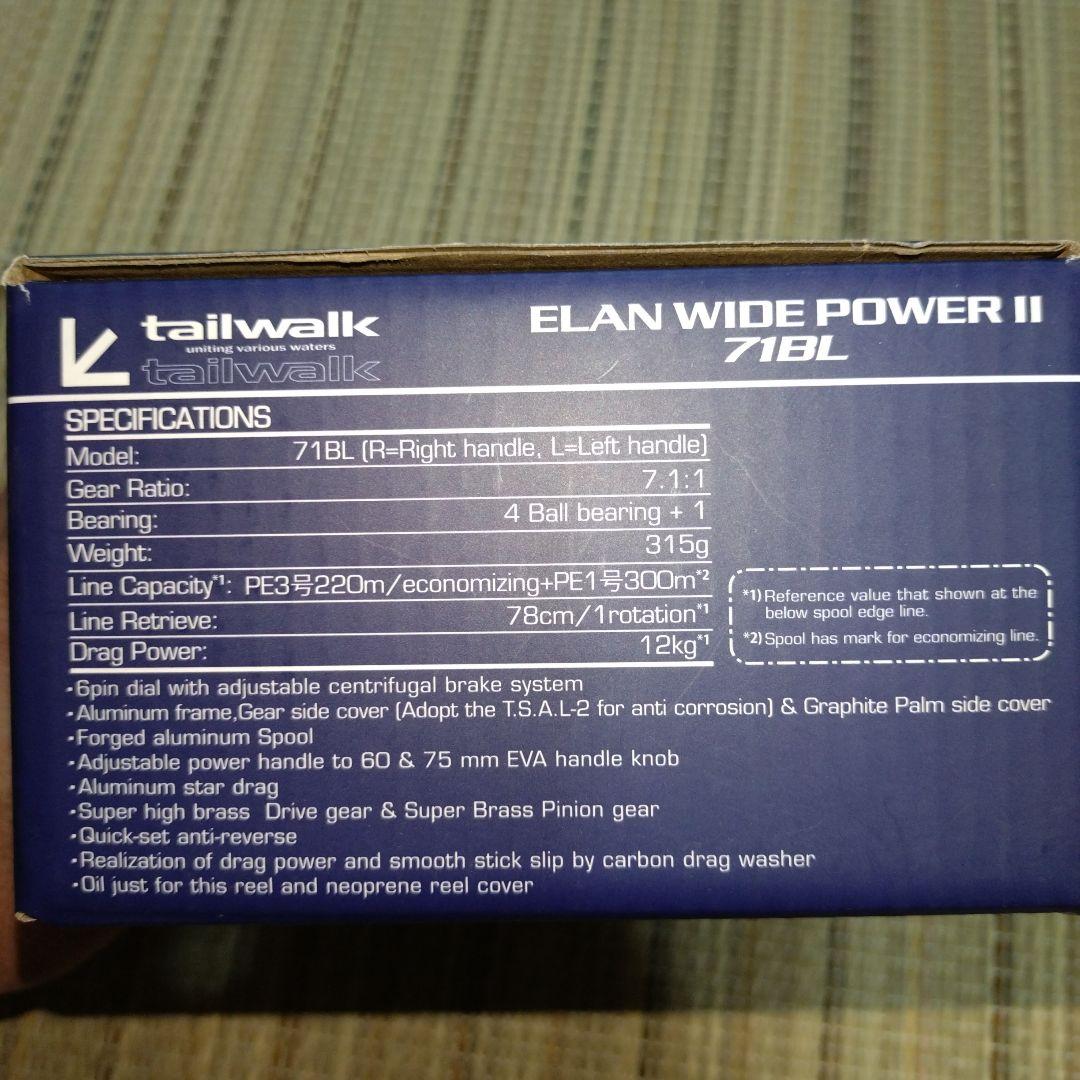 tailwalk
uniting various waters
tailwalk
ELAN WIDE POWER II
71BL
SPECIFICATIONS
Model: 71BL (R=Right handle, L=Left handle)
Gear Ratio: 7.1:1
Bearing: 4 Ball bearing + 1
Weight: 315g
Line Capacity*1: PE3号220m/economizing+PE1号300m*2
Line Retrieve: 78cm/1rotation*1
Drag Power: 12kg*1
*1) Reference value that shown at the
below spool edge line.
*2) Spool has mark for economizing line.
・6pin dial with adjustable centrifugal brake system
・Aluminum frame,Gear side cover (Adopt the T.S.A.L-2 for anti corrosion) & Graphite Palm side cover
・Forged aluminum Spool
・Adjustable power handle to 60 & 75 mm EVA handle knob
・Aluminum star drag
・Super high brass Drive gear & Super Brass Pinion gear
・Quick-set anti-reverse
・Realization of drag power and smooth stick slip by carbon drag washer
・Oil just for this reel and neoprene reel cover